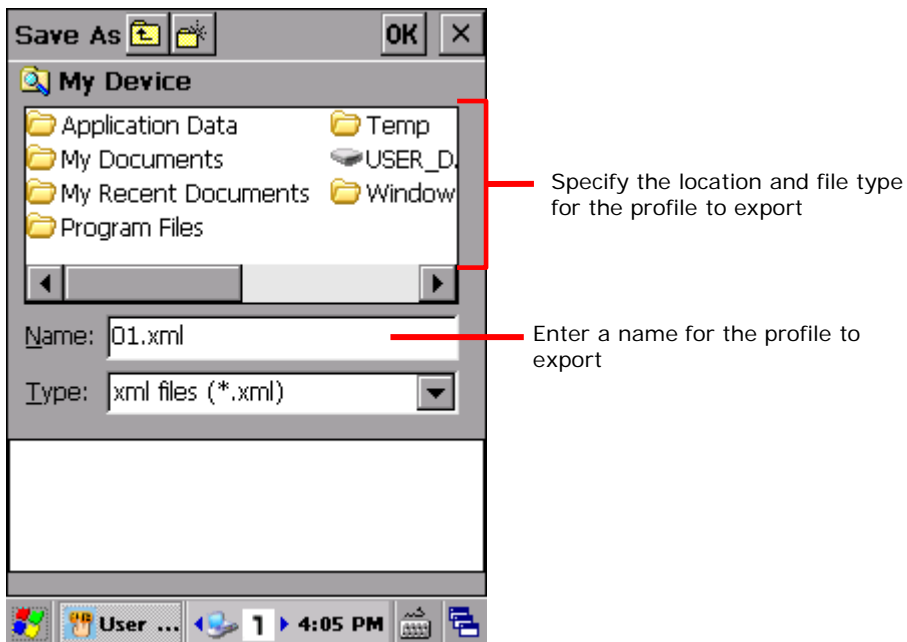 Save As OK
My Device
Application Data Temp
My Documents USER_D.
My Recent Documents Window
Program Files
Specify the location and file type
for the profile to export
Name: 01.xml
Enter a name for the profile to
export
Type: xml files (*.xml)
User ... 1 4:05 PM